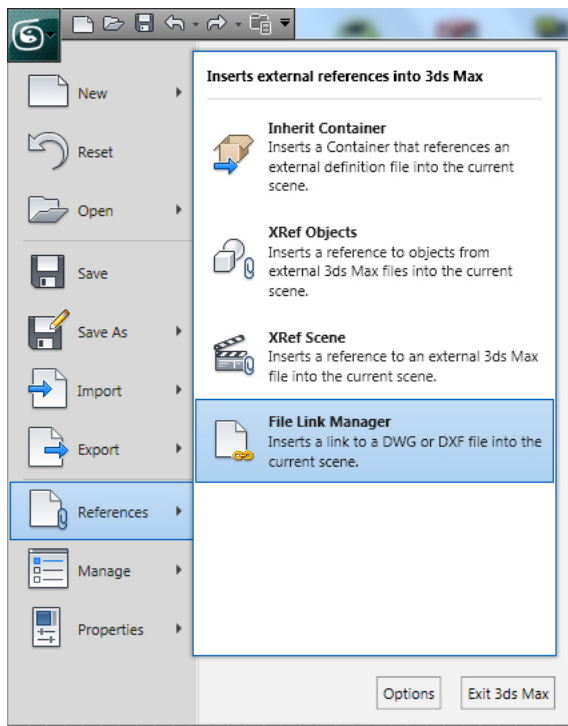 New
Reset
Open
Save
Save As
Import
Export
References
Manage
Properties
Inserts external references into 3ds Max
Inherit Container
Inserts a Container that references an
external definition file into the current
scene.
XRef Objects
Inserts a reference to objects from
external 3ds Max files into the current
scene.
XRef Scene
Inserts a reference to an external 3ds Max
file into the current scene.
File Link Manager
Inserts a link to a DWG or DXF file into the
current scene.
Options
Exit 3ds Max